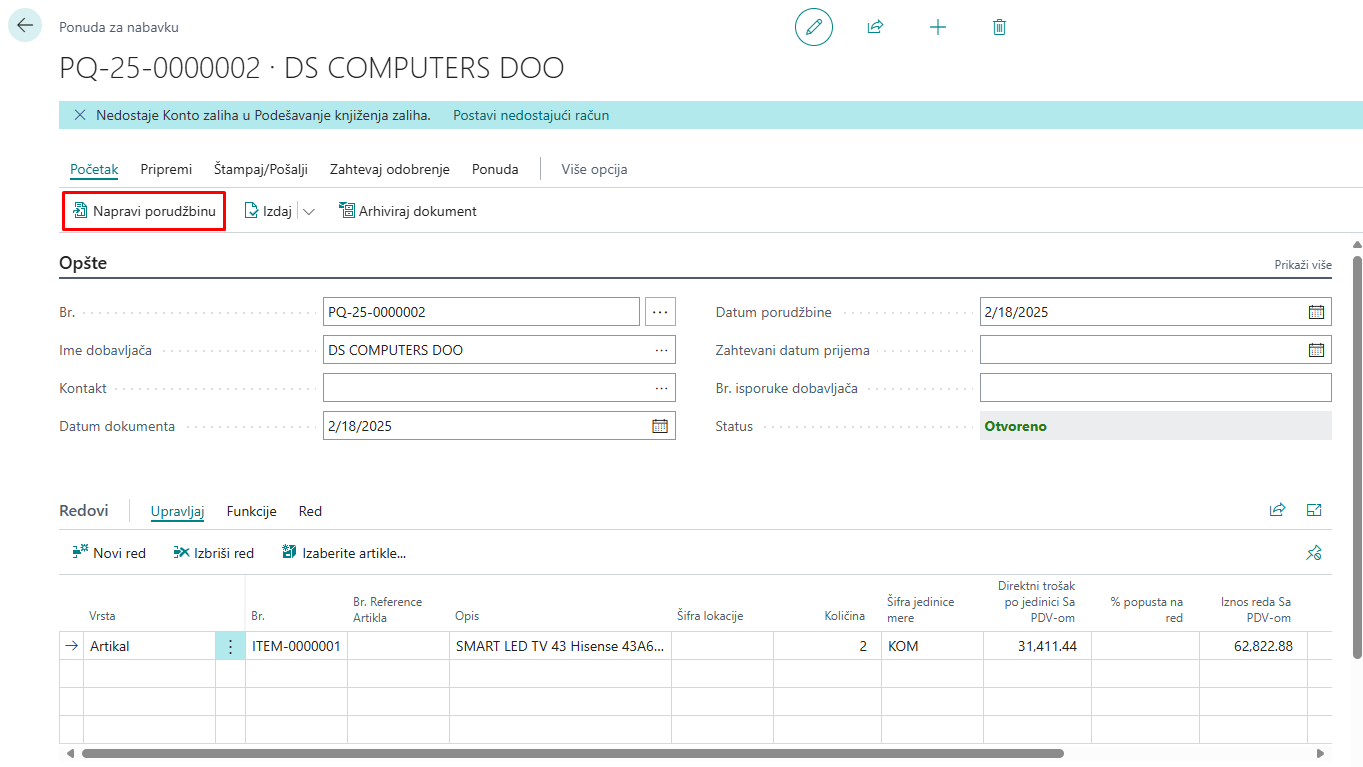 Ponuda za nabavku
PQ-25-0000002 · DS COMPUTERS DOO
Nedostaje Konto zaliha u Podešavanje knjiženja zaliha. Postavi nedostajući račun
Početak Pripremi Štampaj/Pošalji Zahtevaj odobrenje Ponuda Više opcija
Napravi porudžbinu Izdaj Arhiviraj dokument
Opšte Prikaži više
Br. PQ-25-0000002 Datum porudžbine 2/18/2025
Ime dobavljača DS COMPUTERS DOO Zahtevani datum prijema
Kontakt Br. isporuke dobavljača
Datum dokumenta 2/18/2025 Status Otvoreno
Redovi Upravljaj Funkcije Red
Novi red Izbriši red Izaberite artikle...
Vrsta Br. Br. Reference Artikla Opis Šifra lokacije Količina Šifra jedinice mere Direktni trošak po jedinici Sa PDV-om % popusta na red Iznos reda Sa PDV-om
Artikal ITEM-0000001 SMART LED TV 43 Hisense 43A6... 2 KOM 31,411.44 62,822.88